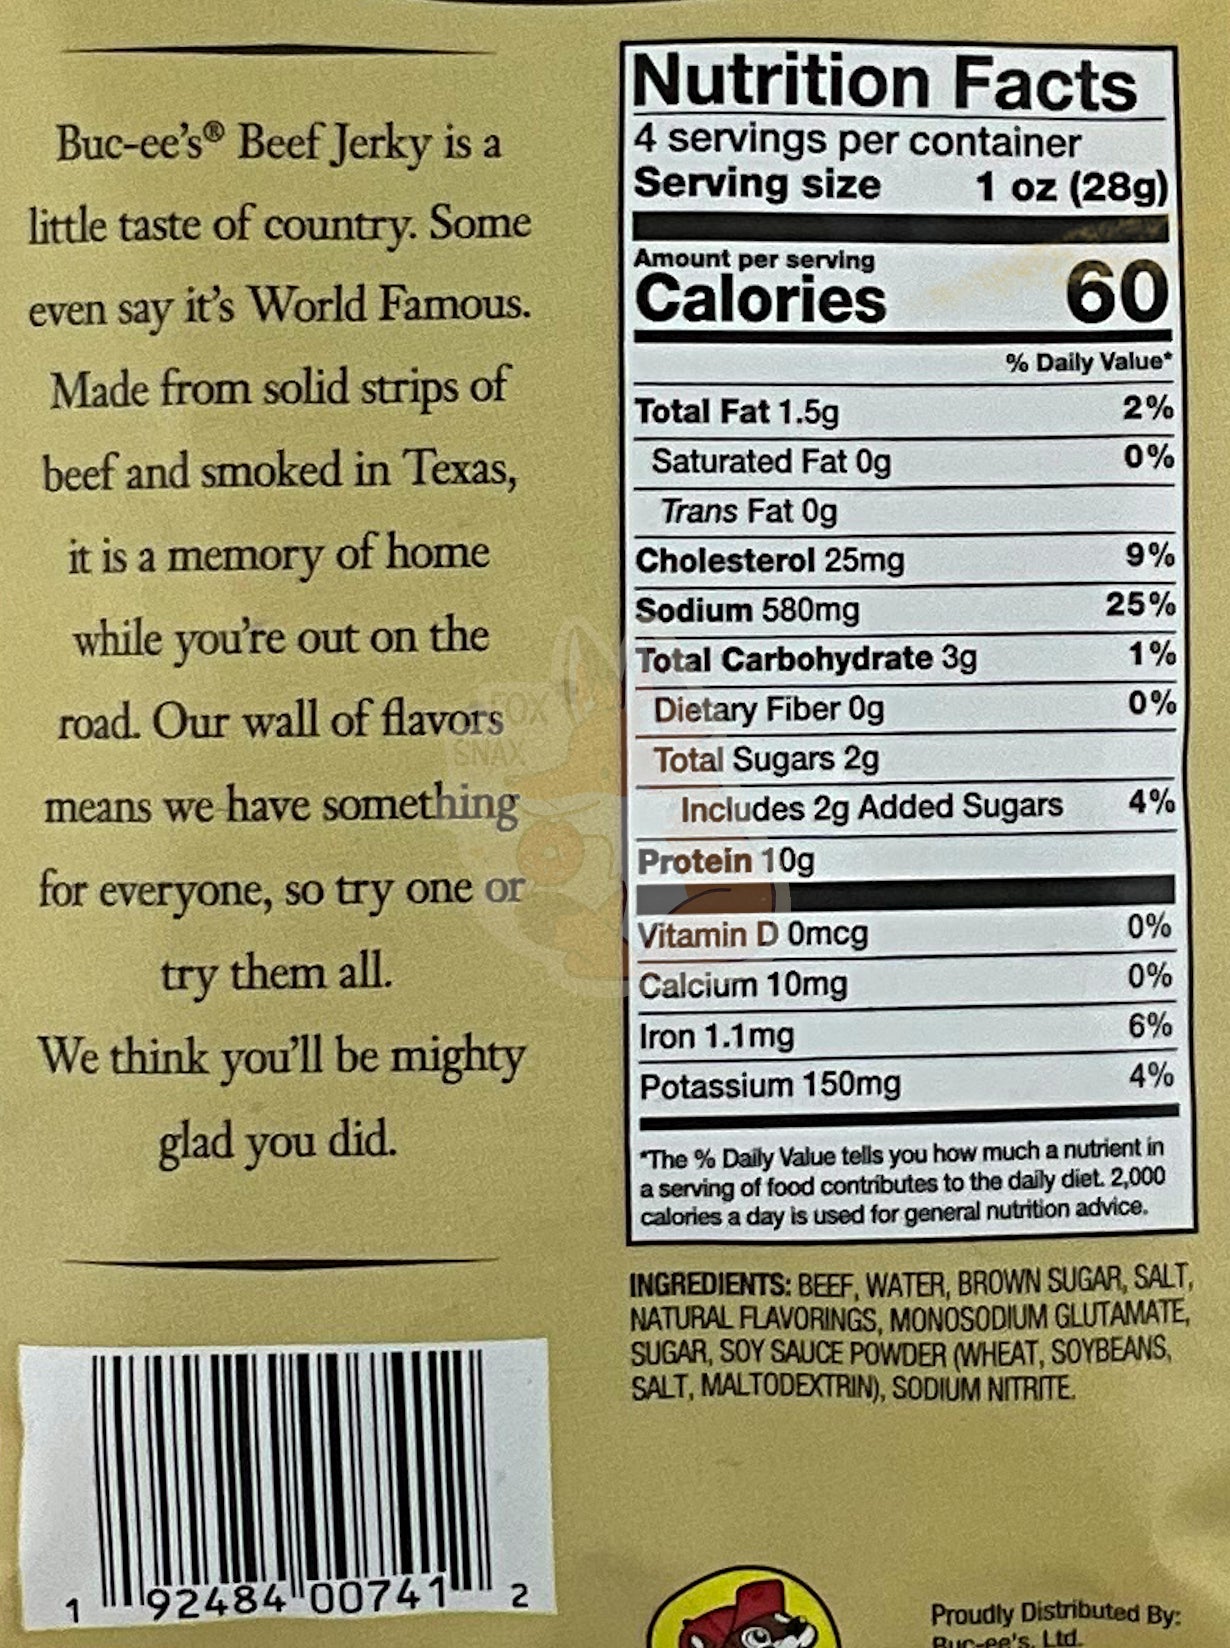 Buc-ee's® Beef Jerky is a
little taste of country. Some
even say it's World Famous.
Made from solid strips of
beef and smoked in Texas,
it is a memory of home
while you're out on the
road. Our wall of flavors
means we have something
for everyone, so try one or
try them all.
We think you'll be mighty
glad you did.
1 92484 00741 2
Nutrition Facts
4 servings per container
Serving size 1 oz (28g)
Amount per serving
Calories 60
% Daily Value*
Total Fat 1.5g 2%
Saturated Fat 0g 0%
Trans Fat 0g
Cholesterol 25mg 9%
Sodium 580mg 25%
Total Carbohydrate 3g 1%
Dietary Fiber 0g 0%
Total Sugars 2g
Includes 2g Added Sugars 4%
Protein 10g
Vitamin D 0mcg 0%
Calcium 10mg 0%
Iron 1.1mg 6%
Potassium 150mg 4%
*The % Daily Value tells you how much a nutrient in
a serving of food contributes to the daily diet. 2,000
calories a day is used for general nutrition advice.
INGREDIENTS: BEEF, WATER, BROWN SUGAR, SALT,
NATURAL FLAVORINGS, MONOSODIUM GLUTAMATE,
SUGAR, SOY SAUCE POWDER (WHEAT, SOYBEANS,
SALT, MALTODEXTRIN), SODIUM NITRITE.
Proudly Distributed By:
Buc-ee's, Ltd.
FOX
SNAX